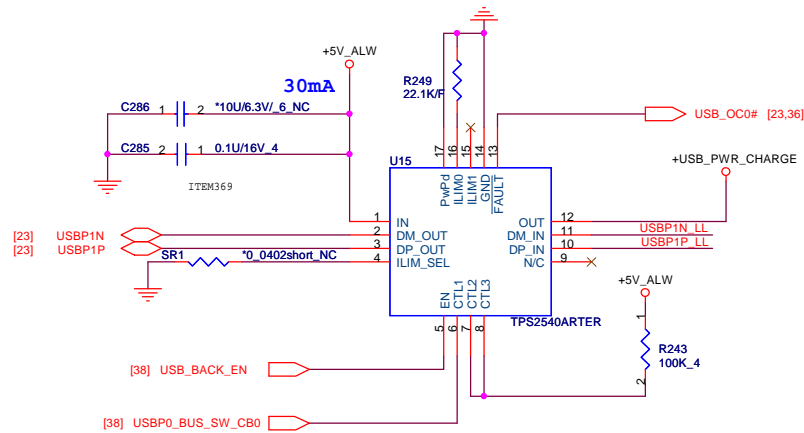 +5V_ALW
30mA
C286 1 2 *10U/6.3V/_6_NC
C285 2 1 0.1U/16V_4
ITEM369
R249
22.1K/F
USB_OC0# [23,36]
+USB_PWR_CHARGE
U15
17 16 15 14 13
PwPd ILIM0 ILIM1 GND FAULT
[23] USBP1N
[23] USBP1P
SR1 *0_0402short_NC
1 IN
2 DM_OUT
3 DP_OUT
4 ILIM_SEL
OUT 12
DM_IN 11 USBP1N_LL
DP_IN 10 USBP1P_LL
N/C 9
EN CTL1 CTL2 CTL3
5 6 7 8
TPS2540ARTER
+5V_ALW
1
R243
100K_4
2
[38] USB_BACK_EN
[38] USBP0_BUS_SW_CB0